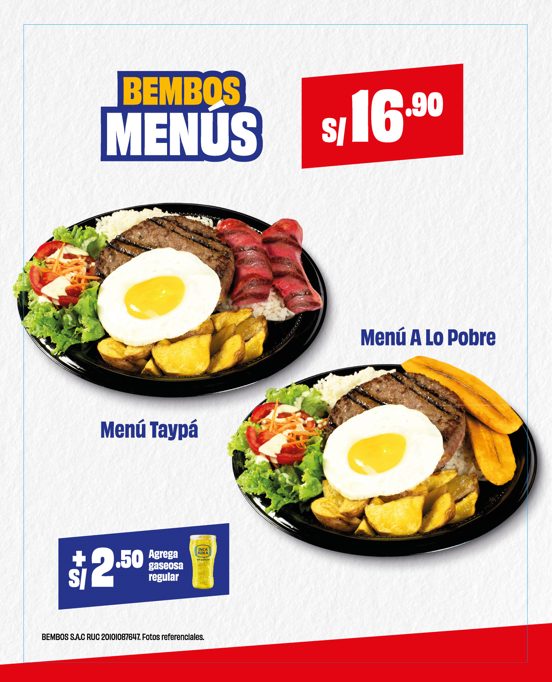 BEMBOS
MENÚS
S/16.90
Menú A Lo Pobre
Menú Taypá
+
S/ 2.50
Agrega
gaseosa
regular
INCA
KOLA
BEMBOS S.A.C RUC 20101087647. Fotos referenciales.